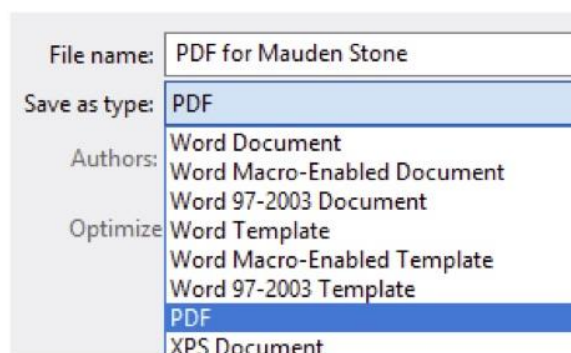 File name: PDF for Mauden Stone
Save as type: PDF
Authors:
Optimize
Word Document
Word Macro-Enabled Document
Word 97-2003 Document
Word Template
Word Macro-Enabled Template
Word 97-2003 Template
PDF
XPS Document